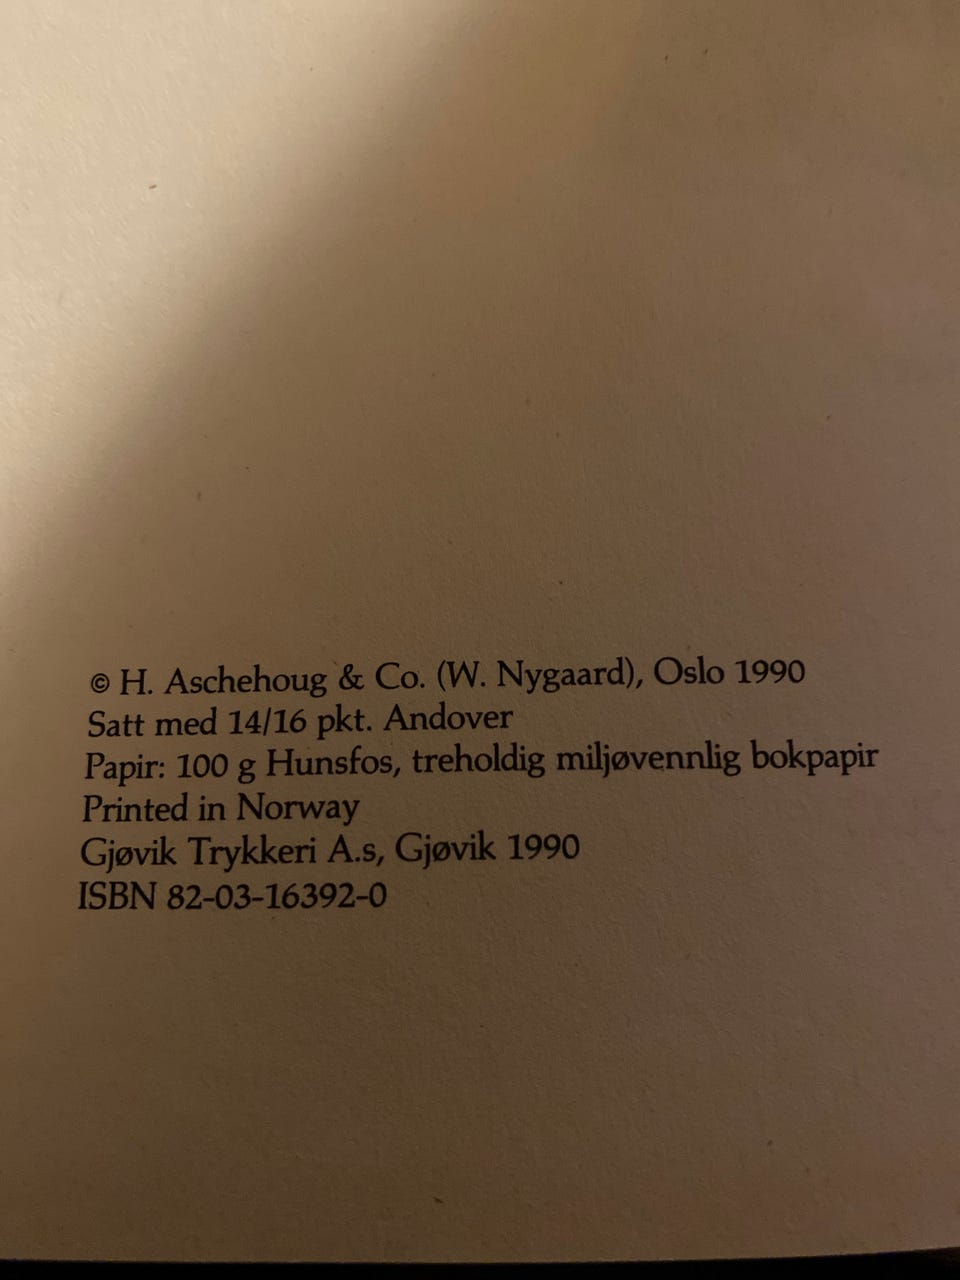 © H. Aschehoug & Co. (W. Nygaard), Oslo 1990
Satt med 14/16 pkt. Andover
Papir: 100 g Hunsfos, treholdig miljøvennlig bokpapir
Printed in Norway
Gjøvik Trykkeri A.s, Gjøvik 1990
ISBN 82-03-16392-0